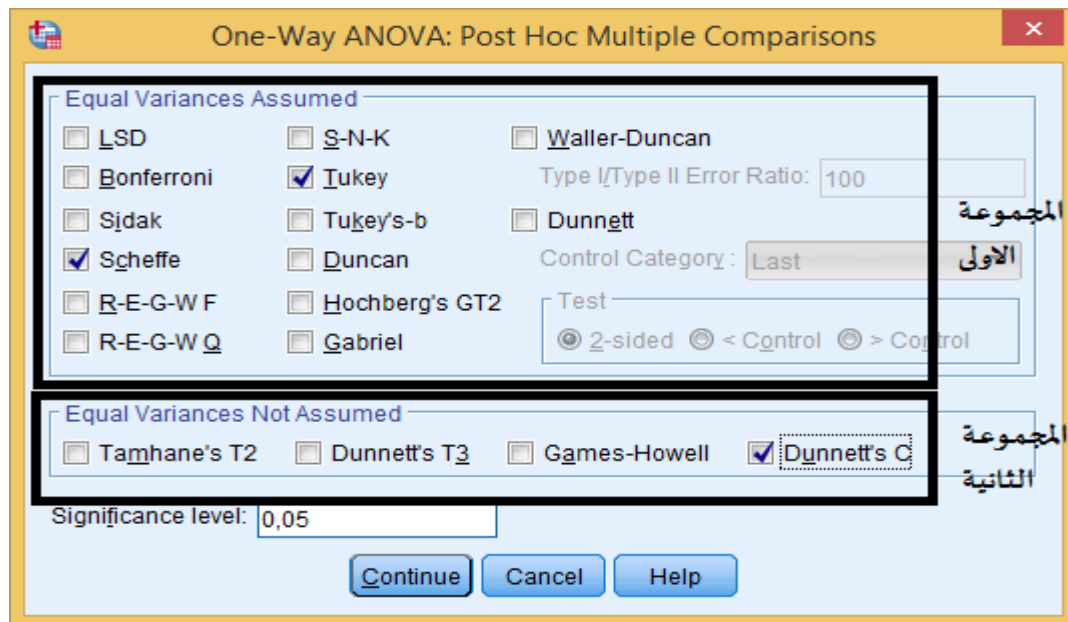 One-Way ANOVA: Post Hoc Multiple Comparisons
Equal Variances Assumed
LSD S-N-K Waller-Duncan
Bonferroni Tukey Type I/Type II Error Ratio: 100
Sidak Tukey's-b Dunnett
المجموعة
Scheffe Duncan Control Category : Last
الاولى
R-E-G-W F Hochberg's GT2 Test
R-E-G-W Q Gabriel 2-sided < Control > Control
Equal Variances Not Assumed
المجموعة
Tamhane's T2 Dunnett's T3 Games-Howell Dunnett's C
الثانية
Significance level: 0,05
Continue Cancel Help